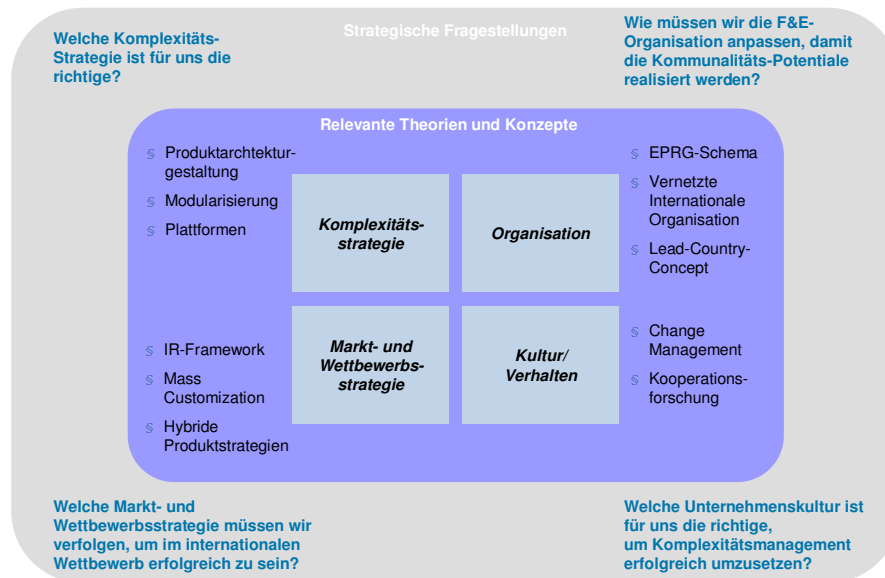 Strategische Fragestellungen
Welche Komplexitäts-
Strategie ist für uns die
richtige?
Wie müssen wir die F&E-
Organisation anpassen, damit
die Kommunalitäts-Potentiale
realisiert werden?
Relevante Theorien und Konzepte
§ Produktarchtektur-
gestaltung
§ Modularisierung
§ Plattformen
Komplexitäts-
strategie
Organisation
§ EPRG-Schema
§ Vernetzte
Internationale
Organisation
§ Lead-Country-
Concept
§ IR-Framework
§ Mass
Customization
§ Hybride
Produktstrategien
Markt- und
Wettbewerbs-
strategie
Kultur/
Verhalten
§ Change
Management
§ Kooperations-
forschung
Welche Markt- und
Wettbewerbsstrategie müssen wir
verfolgen, um im internationalen
Wettbewerb erfolgreich zu sein?
Welche Unternehmenskultur ist
für uns die richtige,
um Komplexitätsmanagement
erfolgreich umzusetzen?